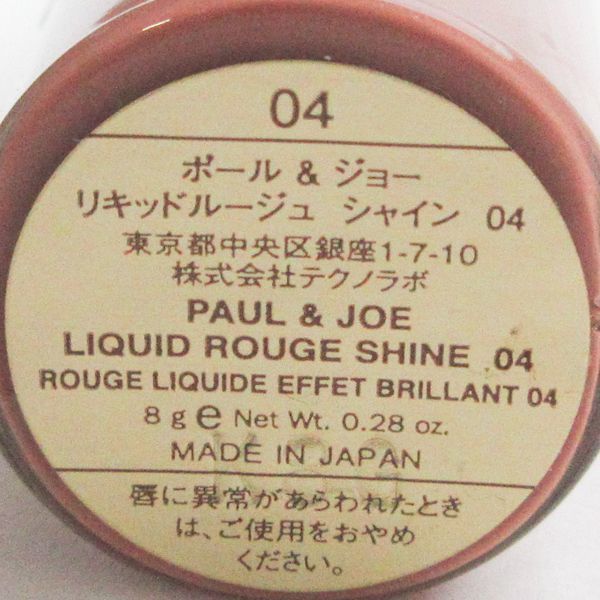 04
ポール & ジョー
リキッドルージュ シャイン 04
東京都中央区銀座1-7-10
株式会社テクノラボ
PAUL & JOE
LIQUID ROUGE SHINE 04
ROUGE LIQUIDE EFFET BRILLANT 04
8 g e Net Wt. 0.28 oz.
MADE IN JAPAN
唇に異常があらわれたとき
は、ご使用をおやめ
ください。